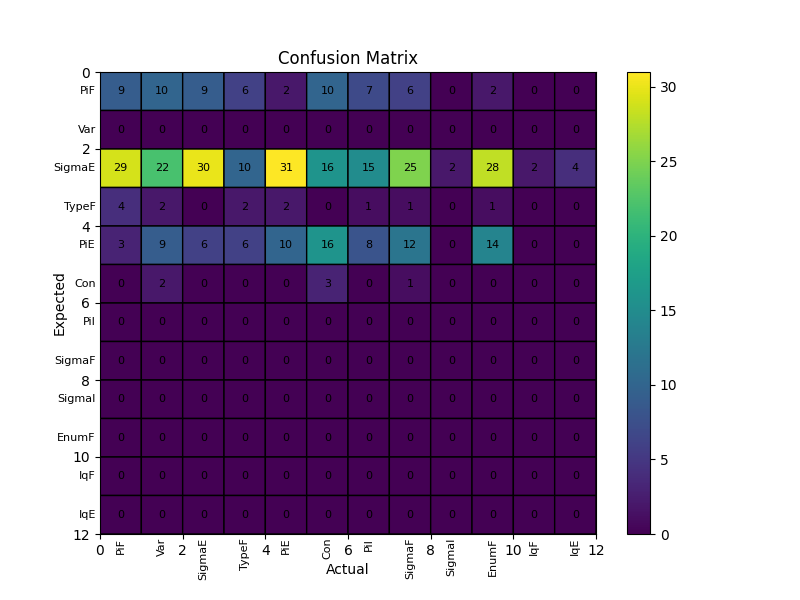 Confusion Matrix
0
PiF 9 10 9 6 2 10 7 6 0 2 0 0
Var 0 0 0 0 0 0 0 0 0 0 0 0
2
SigmaE 29 22 30 10 31 16 15 25 2 28 2 4
TypeF 4 2 0 2 2 0 1 1 0 1 0 0
4
PiE 3 9 6 6 10 16 8 12 0 14 0 0
Con 0 2 0 0 0 3 0 1 0 0 0 0
6
PiI 0 0 0 0 0 0 0 0 0 0 0 0
SigmaF 0 0 0 0 0 0 0 0 0 0 0 0
8
SigmaI 0 0 0 0 0 0 0 0 0 0 0 0
EnumF 0 0 0 0 0 0 0 0 0 0 0 0
10
IqF 0 0 0 0 0 0 0 0 0 0 0 0
IqE 0 0 0 0 0 0 0 0 0 0 0 0
12
Expected
0 2 4 6 8 10 12
PiF Var SigmaE TypeF PiE Con PiI SigmaF SigmaI EnumF IqF IqE
Actual
30
25
20
15
10
5
0